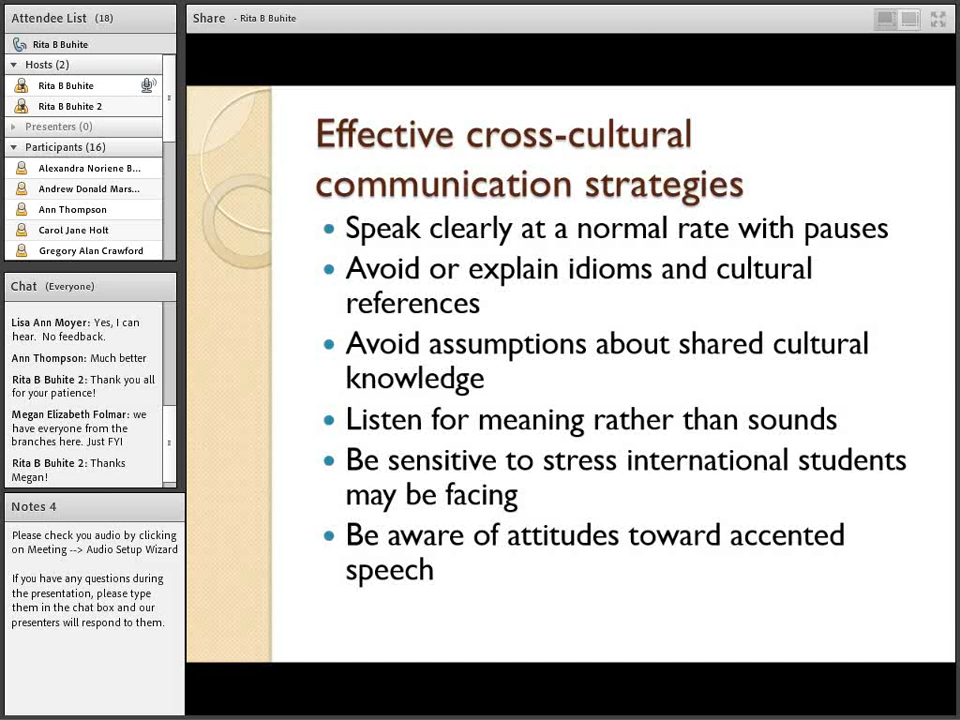 Attendee List (18)
Rita B Buhite
Hosts (2)
Rita B Buhite
Rita B Buhite 2
Presenters (0)
Participants (16)
Alexandra Noriene B...
Andrew Donald Mars...
Ann Thompson
Carol Jane Holt
Gregory Alan Crawford
Chat (Everyone)
Lisa Ann Moyer: Yes, I can
hear. No feedback.
Ann Thompson: Much better
Rita B Buhite 2: Thank you all
for your patience!
Megan Elizabeth Folmar: we
have everyone from the
branches here. Just FYI
Rita B Buhite 2: Thanks
Megan!
Notes 4
Please check you audio by clicking
on Meeting --> Audio Setup Wizard
If you have any questions during
the presentation, please type
them in the chat box and our
presenters will respond to them.
Share - Rita B Buhite
Effective cross-cultural
communication strategies
• Speak clearly at a normal rate with pauses
• Avoid or explain idioms and cultural
references
• Avoid assumptions about shared cultural
knowledge
• Listen for meaning rather than sounds
• Be sensitive to stress international students
may be facing
• Be aware of attitudes toward accented
speech